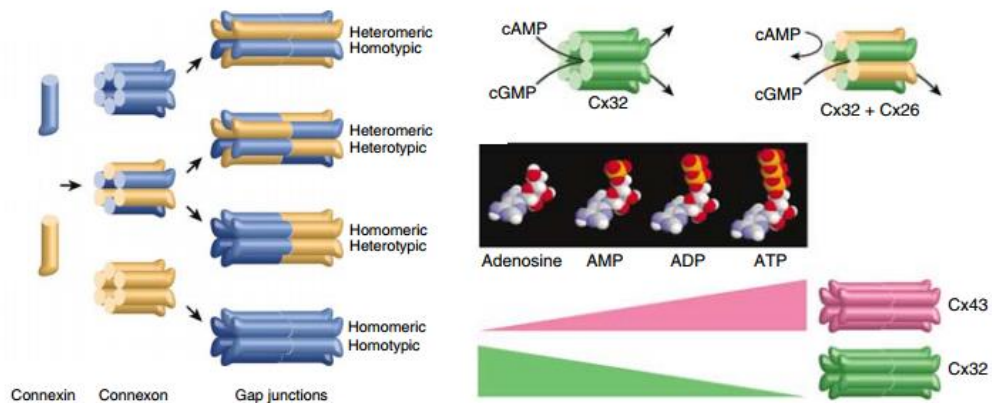 Heteromeric
Homotypic
Heteromeric
Heterotypic
Homomeric
Heterotypic
Homomeric
Homotypic
Connexin
Connexon
Gap junctions
cAMP
cGMP
Cx32
cAMP
cGMP
Cx32 + Cx26
Adenosine
AMP
ADP
ATP
Cx43
Cx32